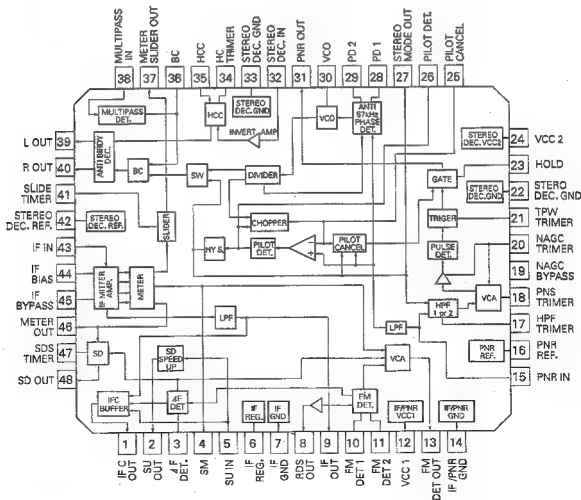 MULTIPASS IN
METER SLIDER OUT
BC
HCC
HC TRIMER
STEREO DEC. GND
STEREO DEC. IN
PNR OUT
VCO
PD 2
PD 1
STEREO MODE OUT
PILOT DET.
PILOT CANCEL
38
37
36
35
34
33
32
31
30
29
28
27
26
25
MULTIPASS DET.
HCC
STEREO DEC.GND
INVERT AMP
VCO
ANTI 57kHz PHASE DET.
STEREO DEC.VCC2
24
VCC 2
L OUT
39
ANTI BIRDY DEC.
R OUT
40
BC
SW
DIVIDER
GATE
23
HOLD
STEREO DEC.GND
22
STERO DEC. GND
SLIDE TIMER
41
SLIDER
CHOPPER
TRIGER
21
TPW TRIMER
STEREO DEC. REF.
42
STEREO DEC. REF.
HY S.
PILOT DET.
PILOT CANCEL
PULSE DET.
20
NAGC TRIMER
IF IN
43
19
NAGC BYPASS
IF BIAS
44
IF MITTER AMP.
METER
VCA
18
PNS TRIMER
IF BYPASS
45
LPF
HPF 1 or 2
17
HPF TRIMER
METER OUT
46
LPF
PNR REF.
16
PNR REF.
SDS TIMER
47
SD
SD SPEED UP
VCA
15
PNR IN
SD OUT
48
IFC BUFFER
⊿F DET
IF REG.
IF GND
FM DET.
IF/PNR VCC1
IF/PNR GND
1
2
3
4
5
6
7
8
9
10
11
12
13
14
IF C OUT
SU OUT
⊿F DET.
SM
SU IN
IF REG.
IF GND
RDS OUT
IF OUT
FM DET 1
FM DET 2
VCC 1
FM DET OUT
IF /PNR GND